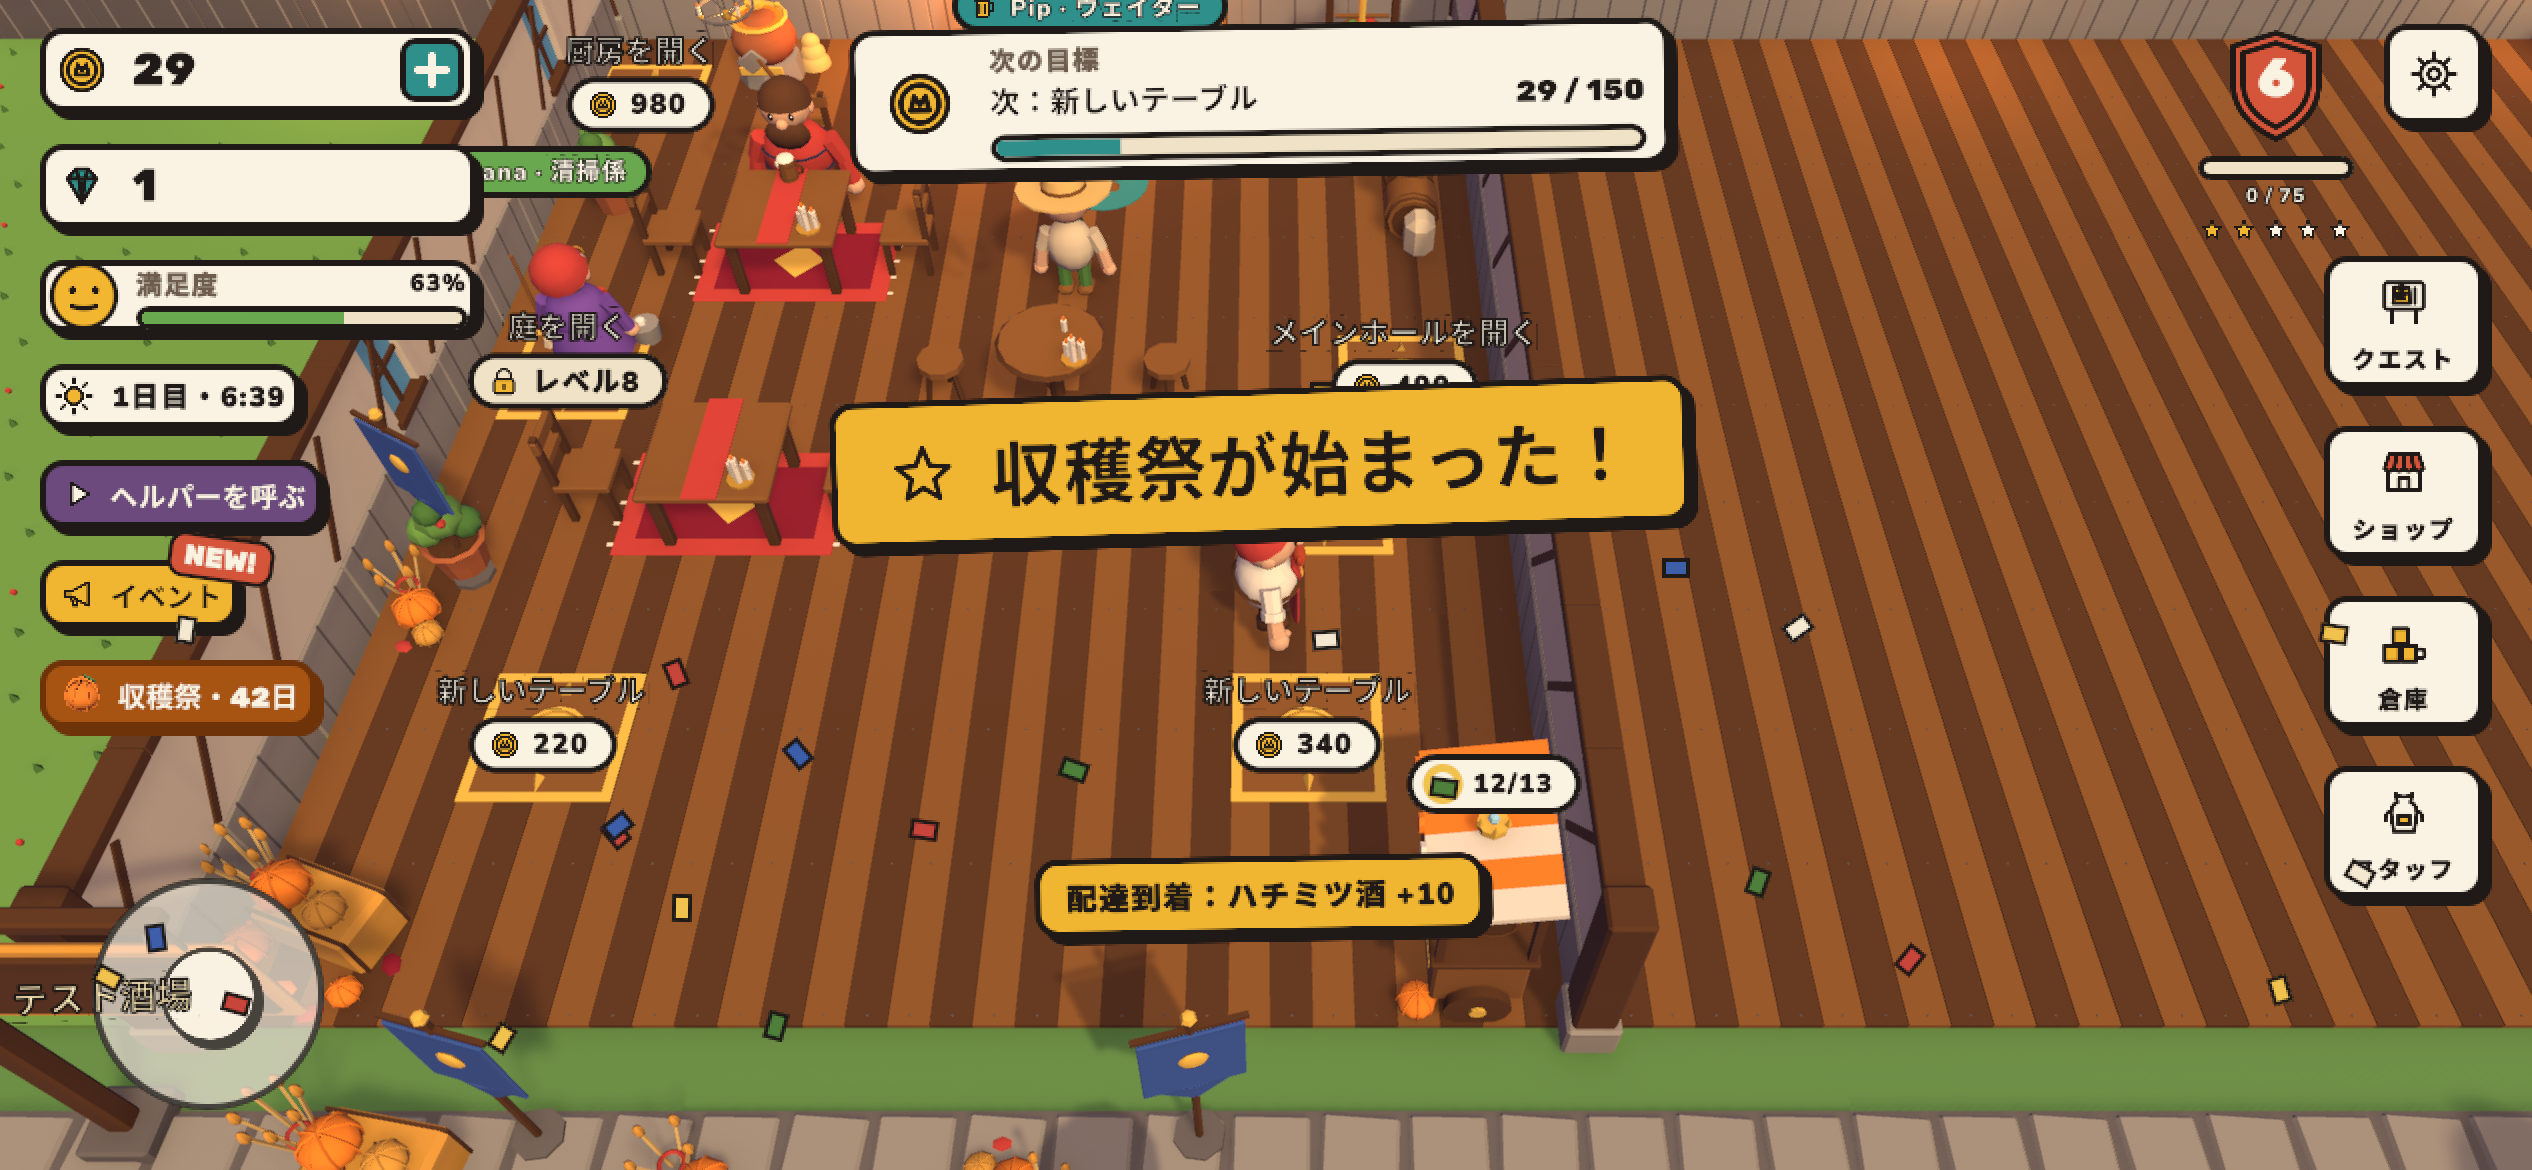 Pip・ウェイター
29
厨房を開く
980
次の目標
次：新しいテーブル
29 / 150
6
0 / 75
1
ana・清掃係
満足度
63%
庭を開く
レベル8
メインホールを開く
400
1日目・6:39
クエスト
収穫祭が始まった！
ヘルパーを呼ぶ
ショップ
NEW!
イベント
収穫祭・42日
新しいテーブル
220
新しいテーブル
340
倉庫
12/13
配達到着：ハチミツ酒 +10
タッフ
テスト酒場